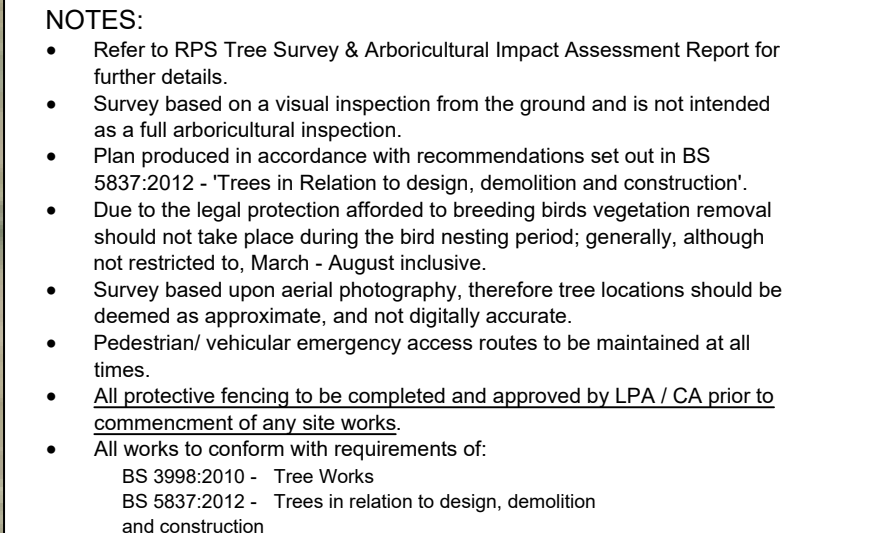 NOTES:
• Refer to RPS Tree Survey & Arboricultural Impact Assessment Report for
further details.
• Survey based on a visual inspection from the ground and is not intended
as a full arboricultural inspection.
• Plan produced in accordance with recommendations set out in BS
5837:2012 - 'Trees in Relation to design, demolition and construction'.
• Due to the legal protection afforded to breeding birds vegetation removal
should not take place during the bird nesting period; generally, although
not restricted to, March - August inclusive.
• Survey based upon aerial photography, therefore tree locations should be
deemed as approximate, and not digitally accurate.
• Pedestrian/ vehicular emergency access routes to be maintained at all
times.
• All protective fencing to be completed and approved by LPA / CA prior to
commencment of any site works.
• All works to conform with requirements of:
BS 3998:2010 - Tree Works
BS 5837:2012 - Trees in relation to design, demolition
and construction